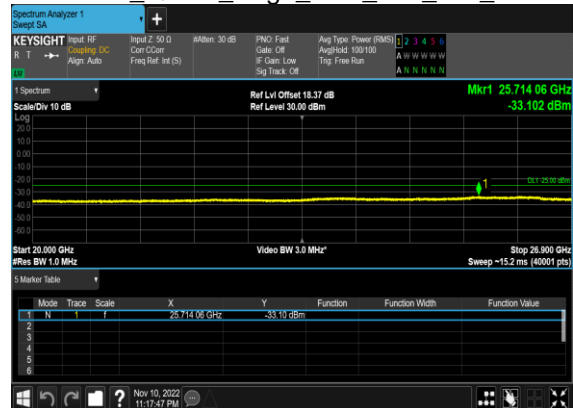 Spectrum Analyzer 1
Swept SA
KEYSIGHT Input: RF Input Z: 50 Ω #Atten: 30 dB PNO: Fast Avg Type: Power (RMS) 1 2 3 4 5 6
R T Coupling: DC Corr CCorr Gate: Off Avg|Hold: 100/100 A W W W W W
Align: Auto Freq Ref: Int (S) IF Gain: Low Trig: Free Run
Sig Track: Off A N N N N N
1 Spectrum Ref Lvl Offset 18.37 dB Mkr1 25.714 06 GHz
Scale/Div 10 dB Ref Level 30.00 dBm -33.102 dBm
Log
20.0
10.0
0.00
-10.0
-20.0
1 DL1 -25.00 dBm
-30.0
-40.0
-50.0
-60.0
Start 20.000 GHz Video BW 3.0 MHz* Stop 26.900 GHz
#Res BW 1.0 MHz Sweep ~15.2 ms (40001 pts)
5 Marker Table
Mode Trace Scale X Y Function Function Width Function Value
1 N 1 f 25.714 06 GHz -33.10 dBm
2
3
4
5
6
Nov 10, 2022
11:17:47 PM